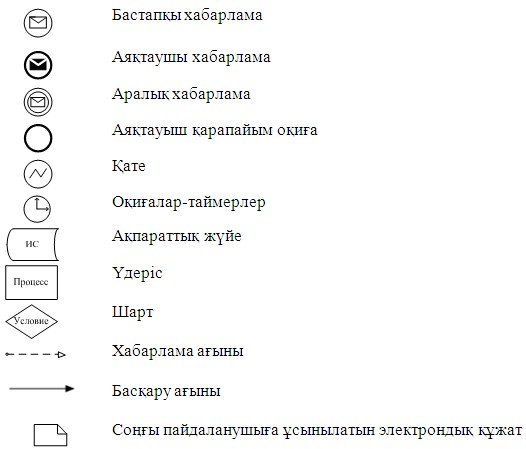 Бастапқы хабарлама
Аяқтаушы хабарлама
Аралық хабарлама
Аяқтауыш қарапайым оқиға
Қате
Оқиғалар-таймерлер
ИС Ақпараттық жүйе
Процесс Үдеріс
Условие Шарт
Хабарлама ағыны
Басқару ағыны
Соңғы пайдаланушыға ұсынылатын электрондық құжат